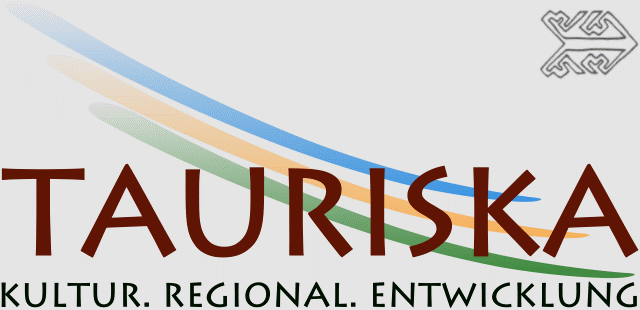 TAURISKA
KULTUR. REGIONAL. ENTWICKLUNG